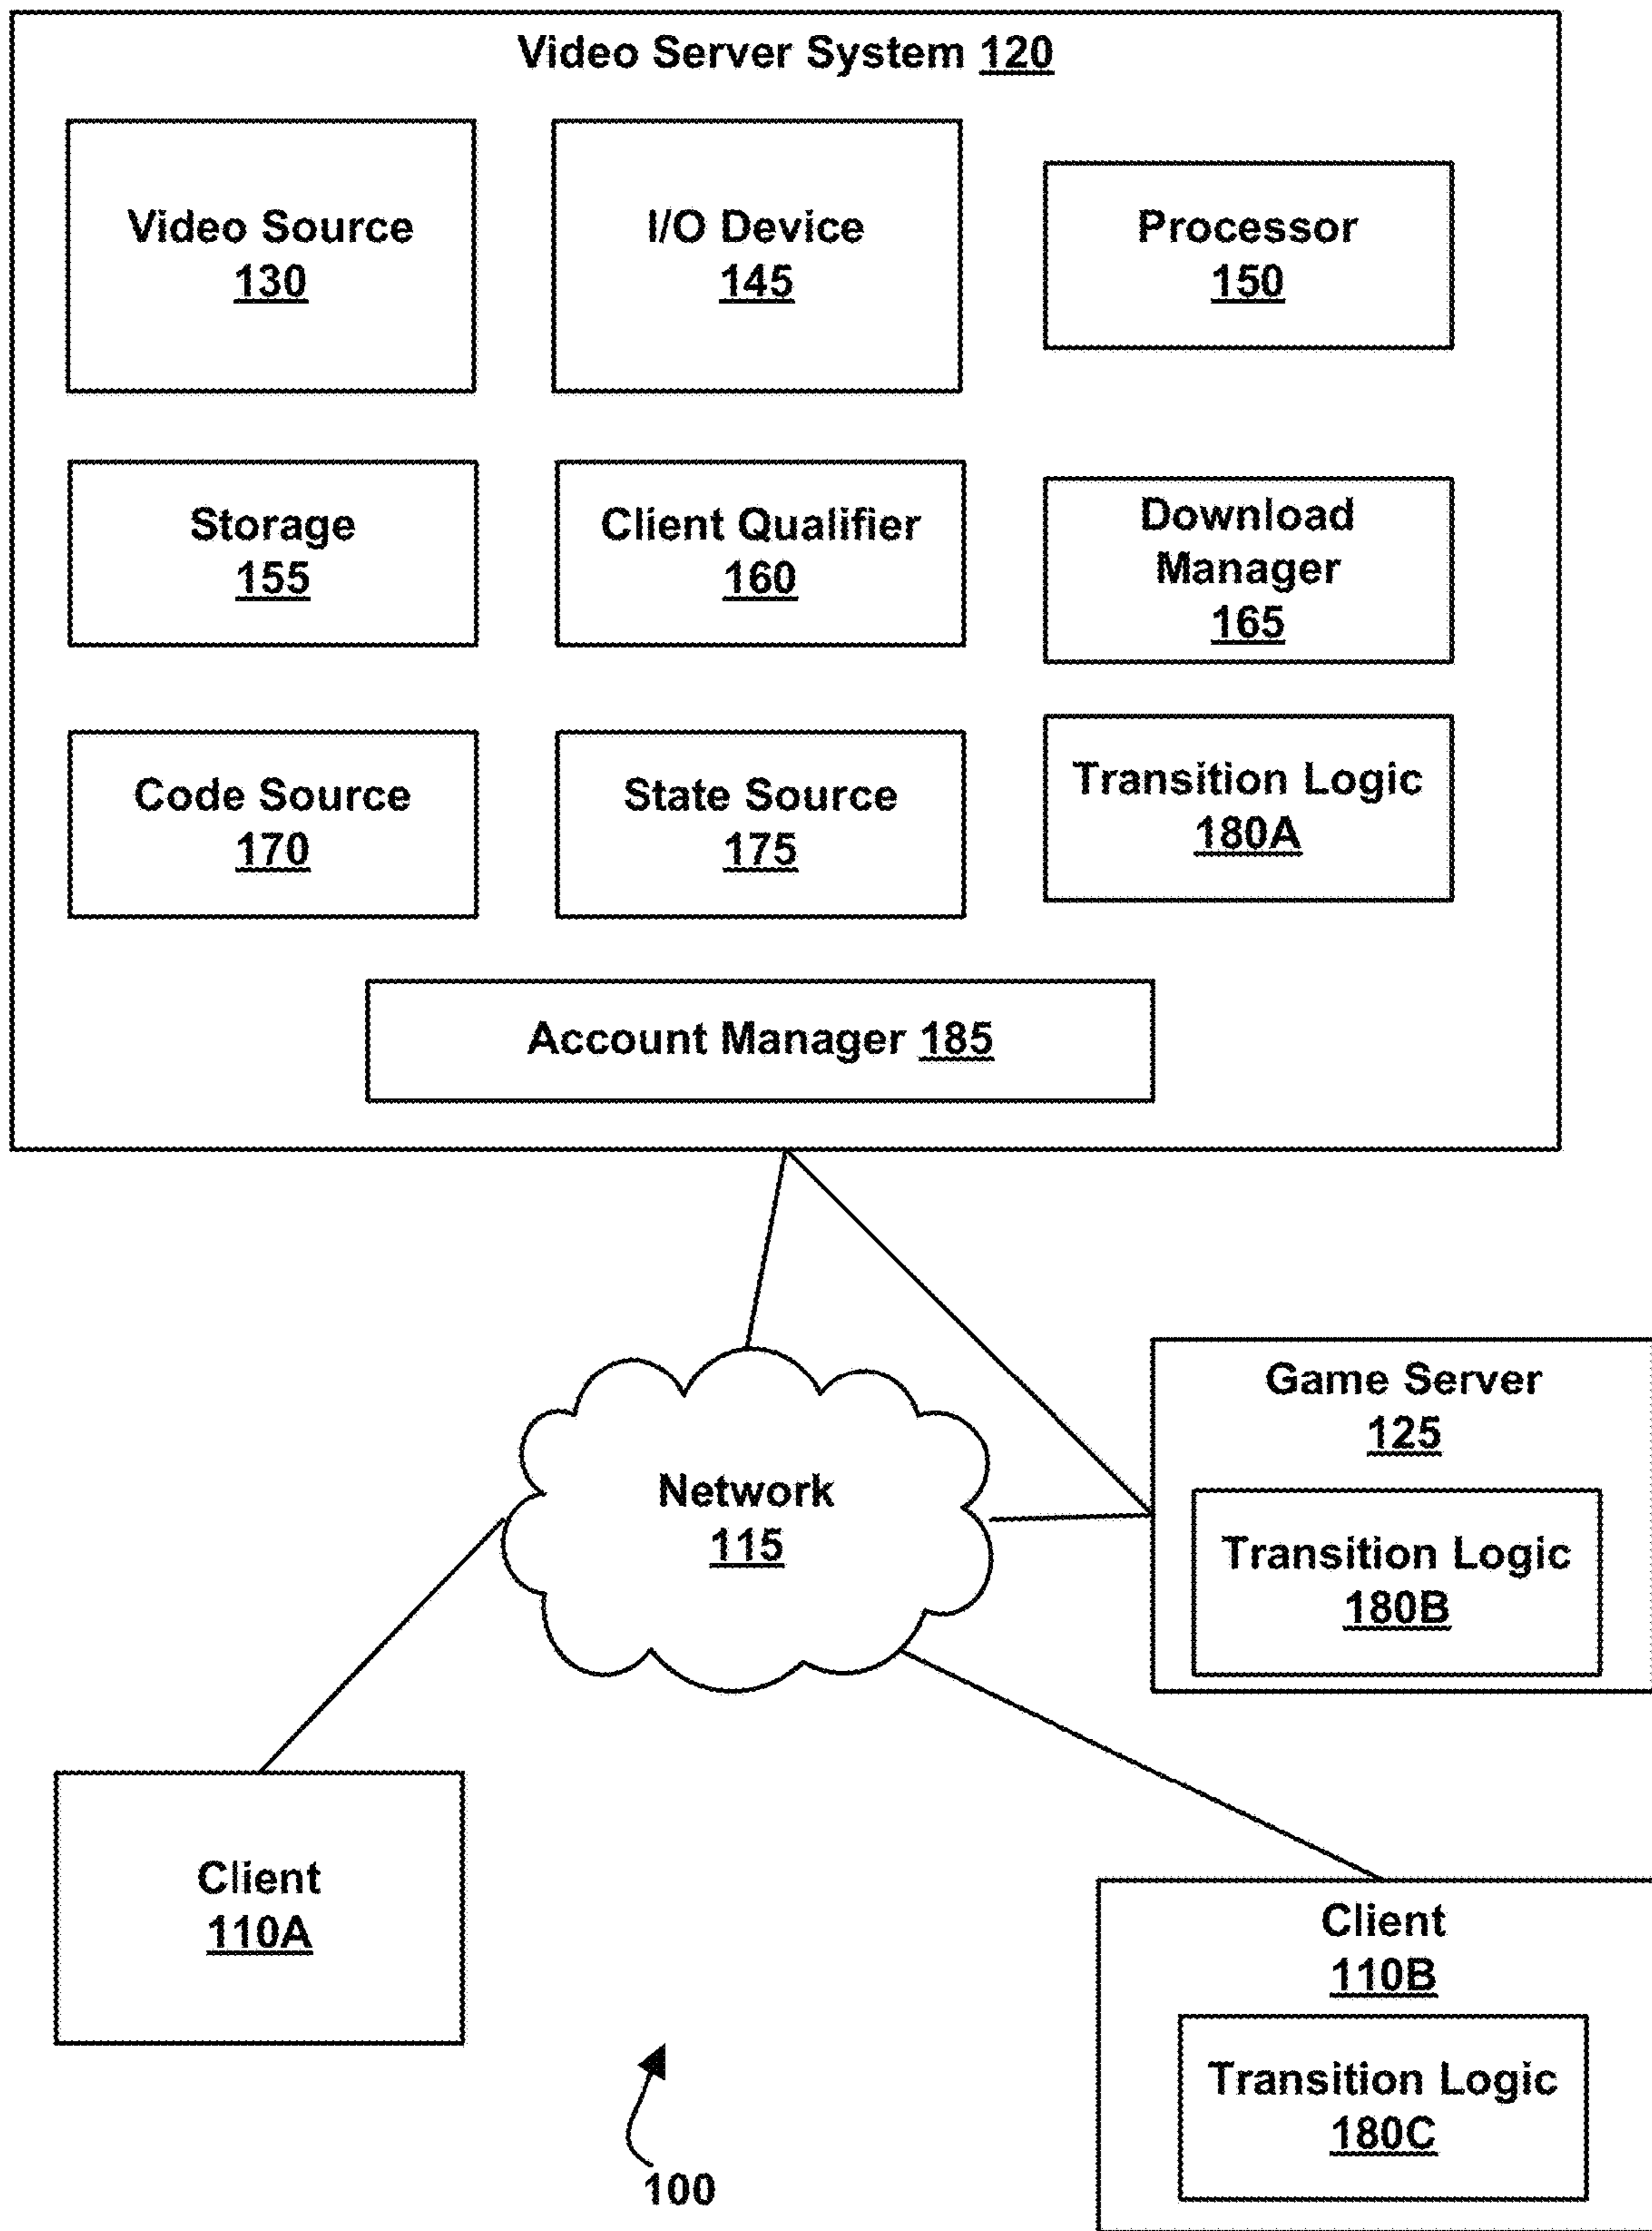 Video Server System 120
Video Source
130
I/O Device
145
Processor
150
Storage
155
Client Qualifier
160
Download
Manager
165
Code Source
170
State Source
175
Transition Logic
180A
Account Manager 185
Network
115
Game Server
125
Transition Logic
180B
Client
110A
Client
110B
Transition Logic
180C
100